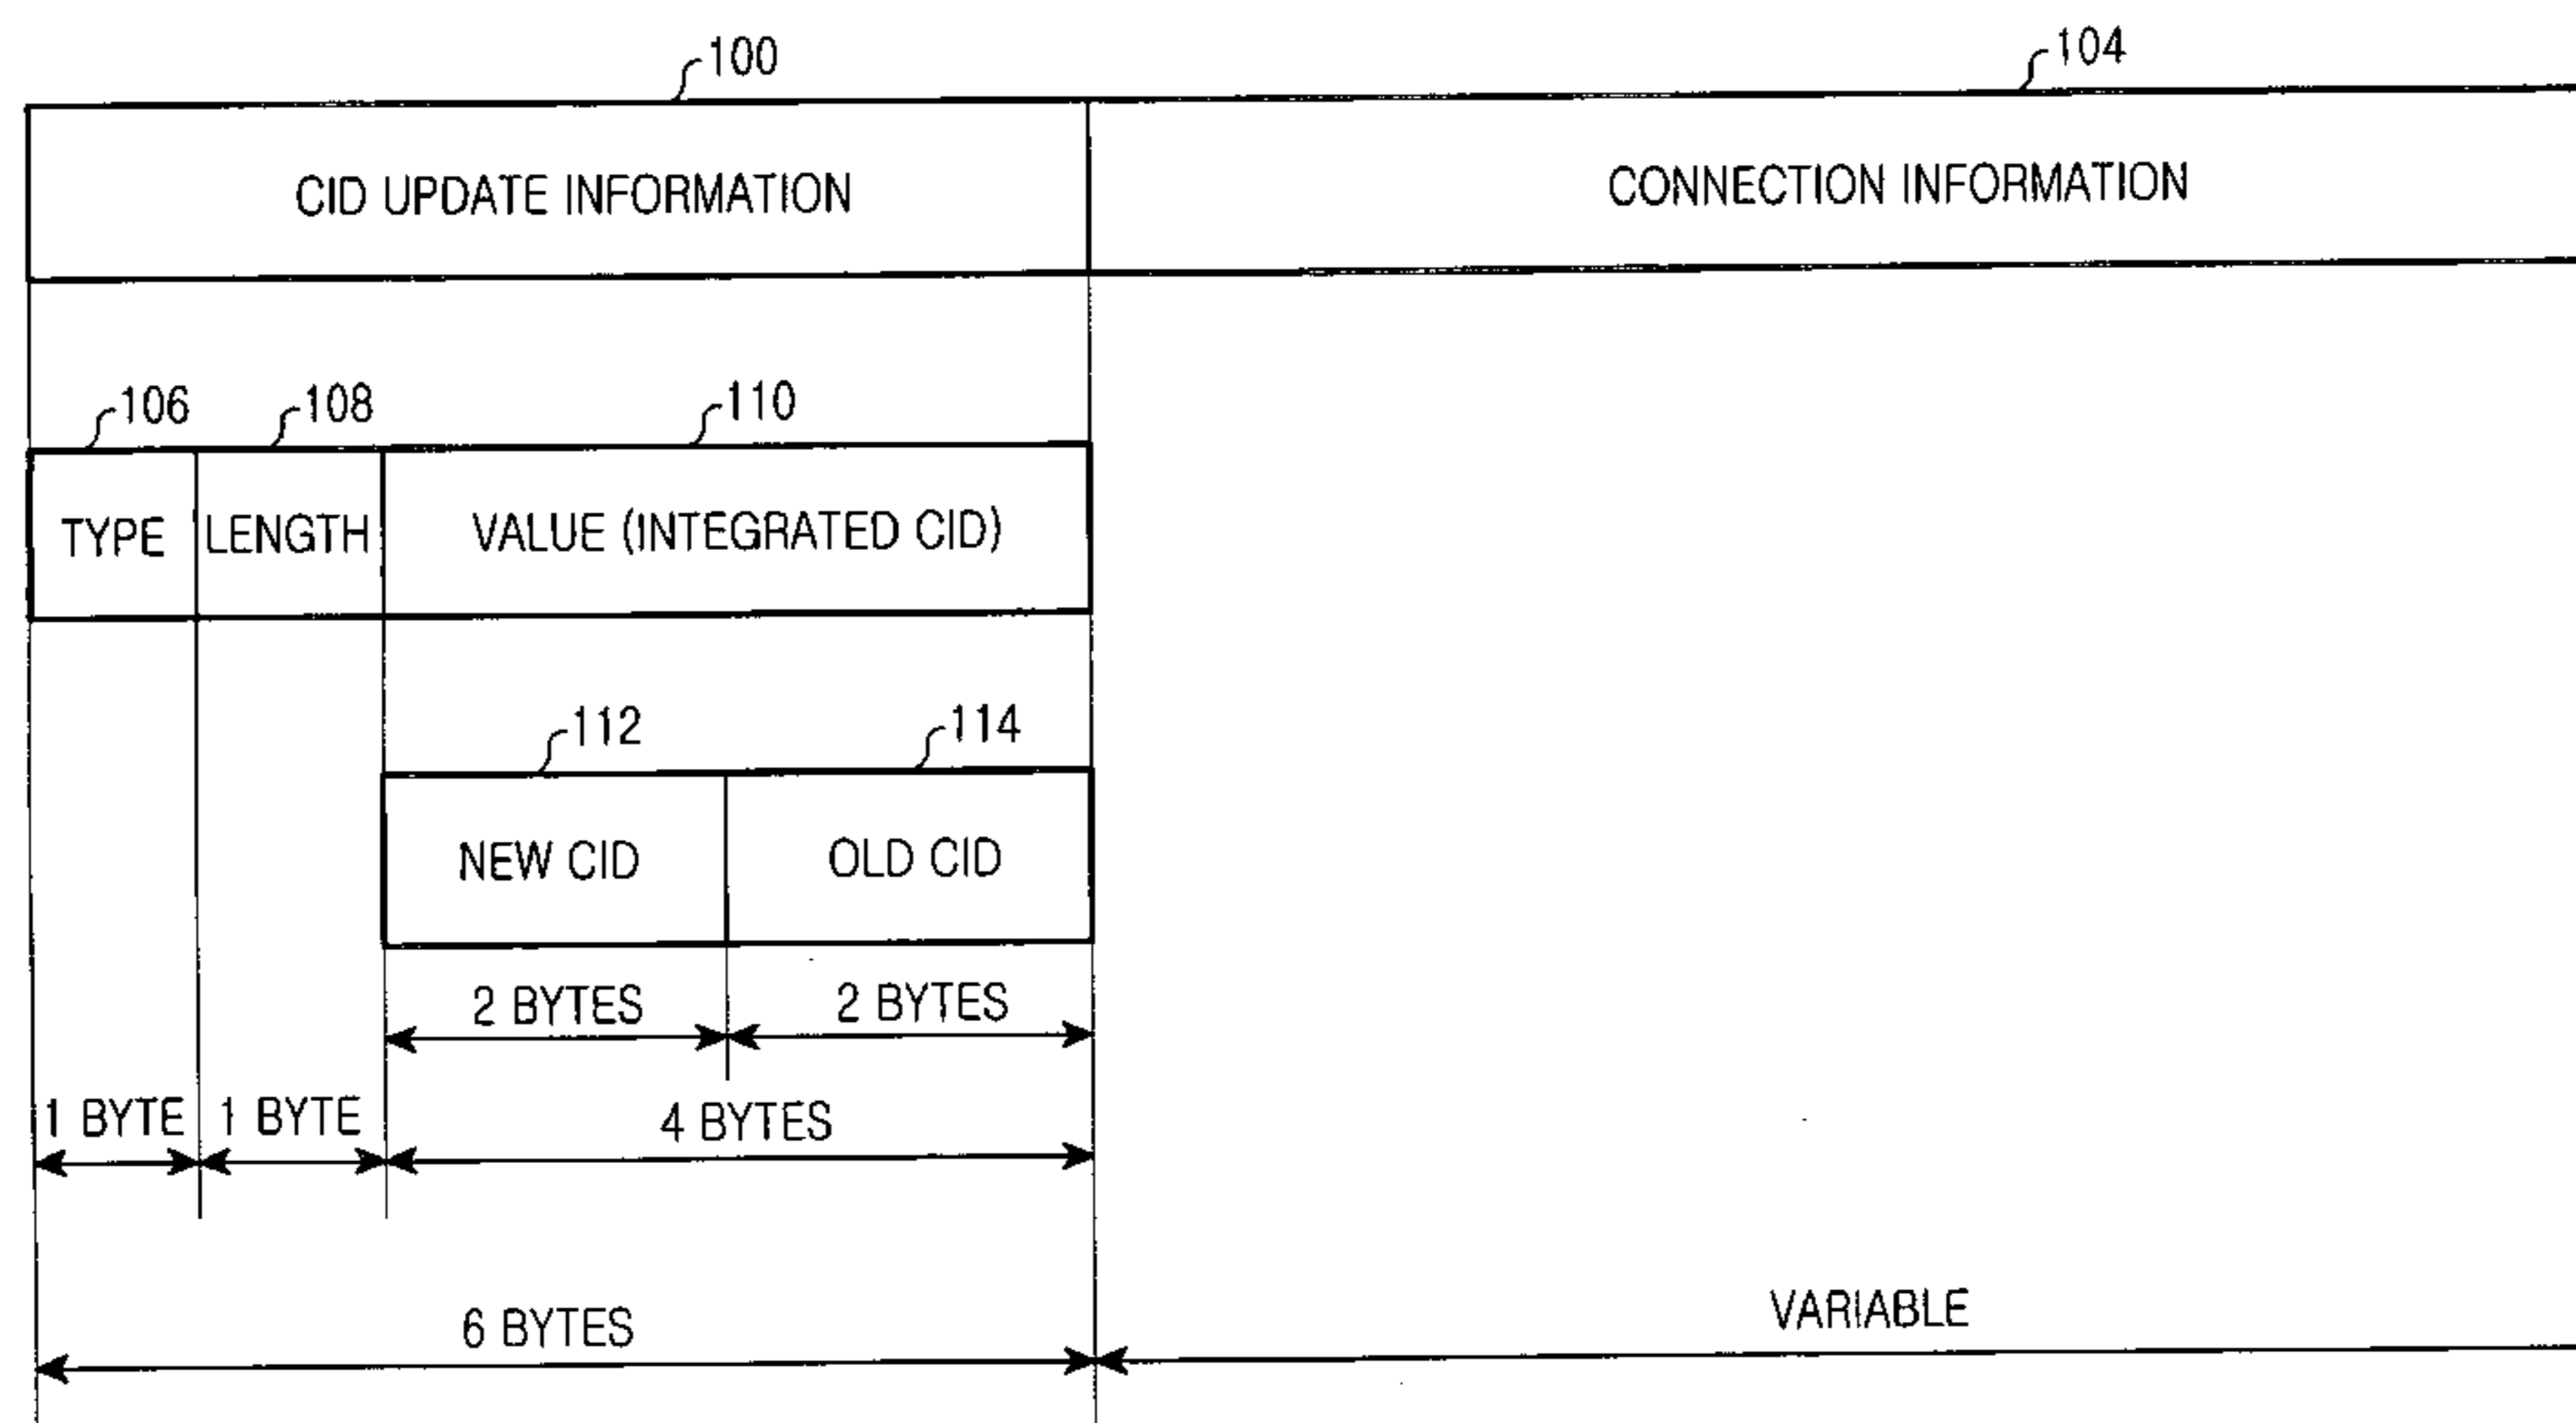 100
104
CID UPDATE INFORMATION
CONNECTION INFORMATION
106
108
110
TYPE
LENGTH
VALUE (INTEGRATED CID)
112
114
NEW CID
OLD CID
2 BYTES
2 BYTES
1 BYTE
1 BYTE
4 BYTES
6 BYTES
VARIABLE